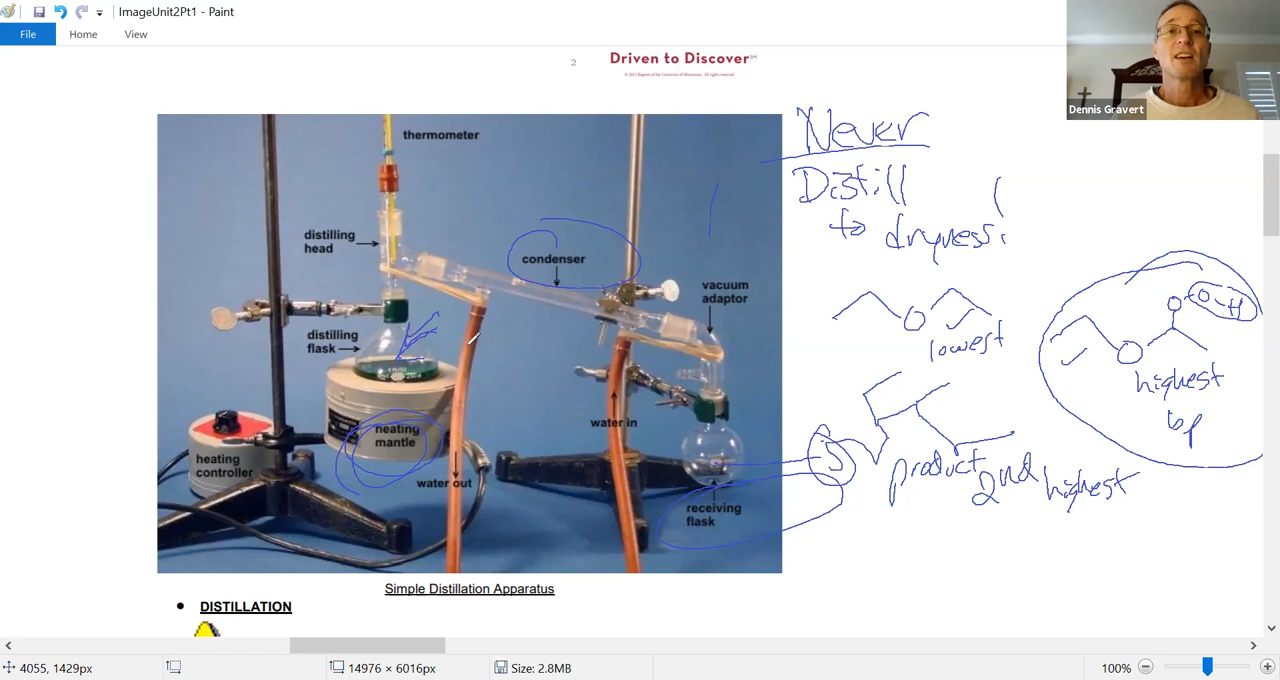 ImageUnit2Pt1 - Paint
File Home View
2
Driven to Discover
Dennis Gravert
thermometer
distilling
head
condenser
vacuum
adaptor
distilling
flask
heating
mantle
heating
controller
water in
water out
receiving
flask
Never
Distill
to dryness!
O
lowest
O O-H
O
highest
bp
product
2nd highest
Simple Distillation Apparatus
• DISTILLATION
4055, 1429px
14976 × 6016px
Size: 2.8MB
100%